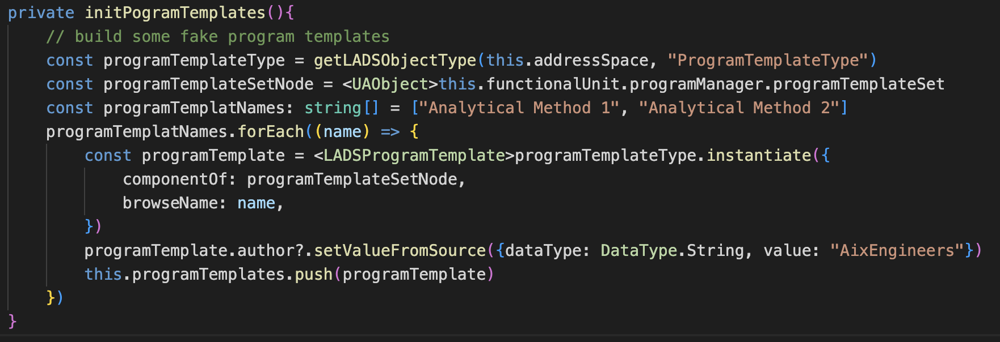 private initPogramTemplates(){
// build some fake program templates
const programTemplateType = getLADSObjectType(this.addressSpace, "ProgramTemplateType")
const programTemplateSetNode = <UAObject>this.functionalUnit.programManager.programTemplateSet
const programTemplatNames: string[] = ["Analytical Method 1", "Analytical Method 2"]
programTemplatNames.forEach((name) => {
const programTemplate = <LADSProgramTemplate>programTemplateType.instantiate({
componentOf: programTemplateSetNode,
browseName: name,
})
programTemplate.author?.setValueFromSource({dataType: DataType.String, value: "AixEngineers"})
this.programTemplates.push(programTemplate)
})
}